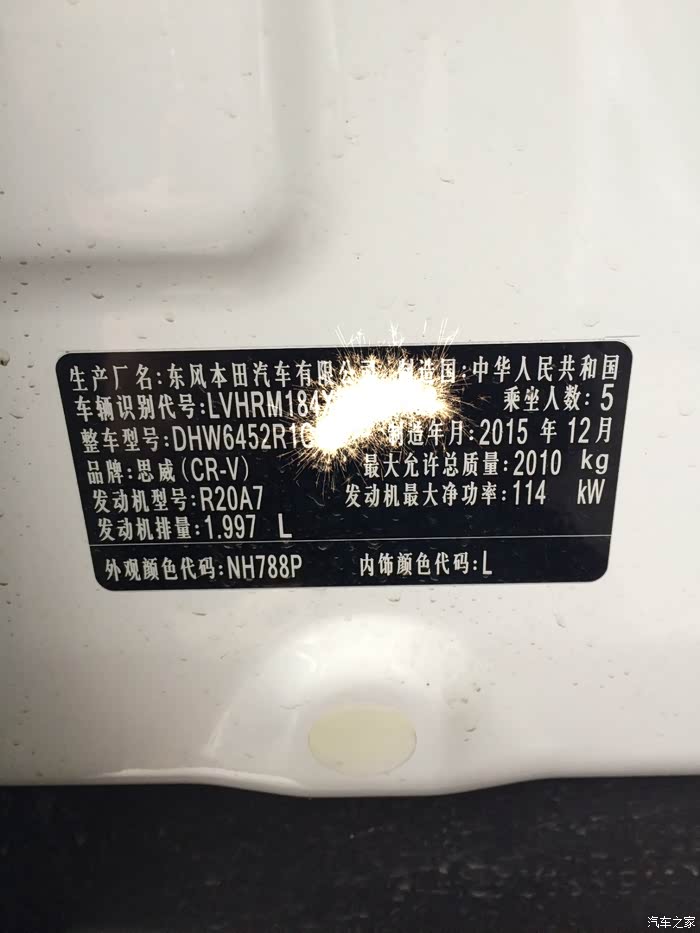 生产厂名:东风本田汽车有限公司 制造国:中华人民共和国
车辆识别代号:LVHRM184 乘坐人数:5
整车型号:DHW6452R1 制造年月:2015 年 12 月
品牌:思威(CR-V) 最大允许总质量:2010 kg
发动机型号:R20A7 发动机最大净功率:114 kW
发动机排量:1.997 L
外观颜色代码:NH788P 内饰颜色代码:L
汽车之家